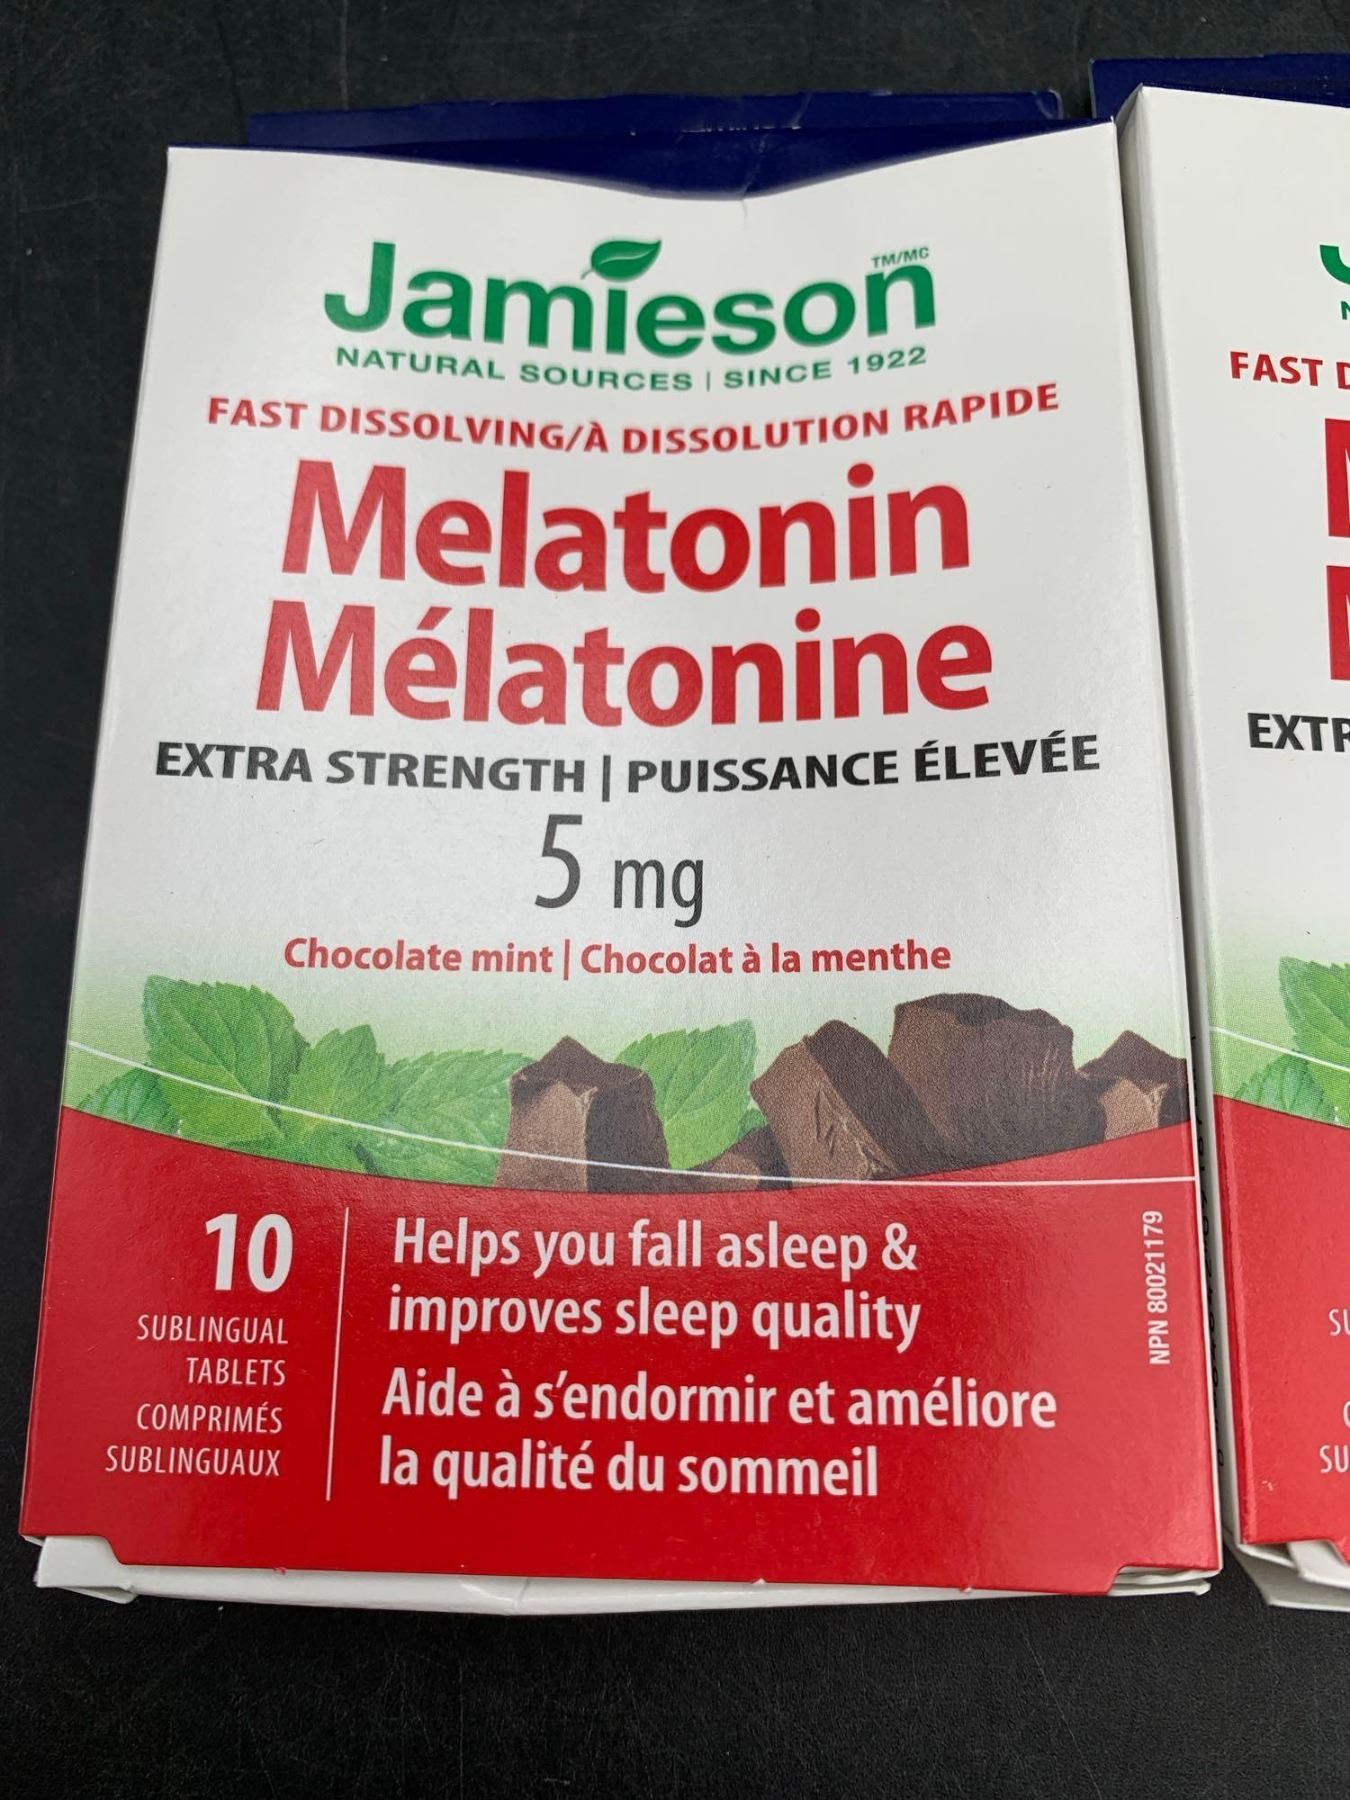 Jamieson TM/MC
NATURAL SOURCES | SINCE 1922
FAST DISSOLVING/À DISSOLUTION RAPIDE
Melatonin
Mélatonine
EXTRA STRENGTH | PUISSANCE ÉLEVÉE
5 mg
Chocolate mint | Chocolat à la menthe
10
SUBLINGUAL
TABLETS
COMPRIMÉS
SUBLINGUAUX
Helps you fall asleep &
improves sleep quality
Aide à s'endormir et améliore
la qualité du sommeil
NPN 80021179
FAST